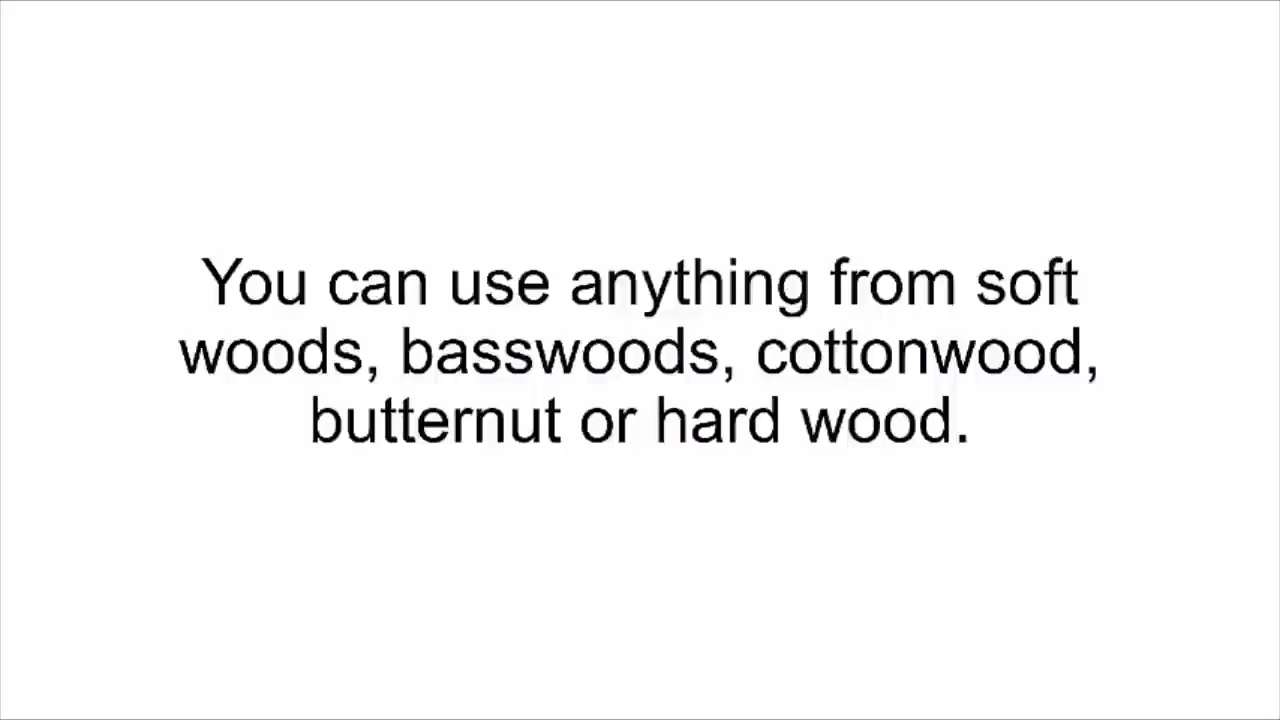 You can use anything from soft
woods, basswoods, cottonwood,
butternut or hard wood.